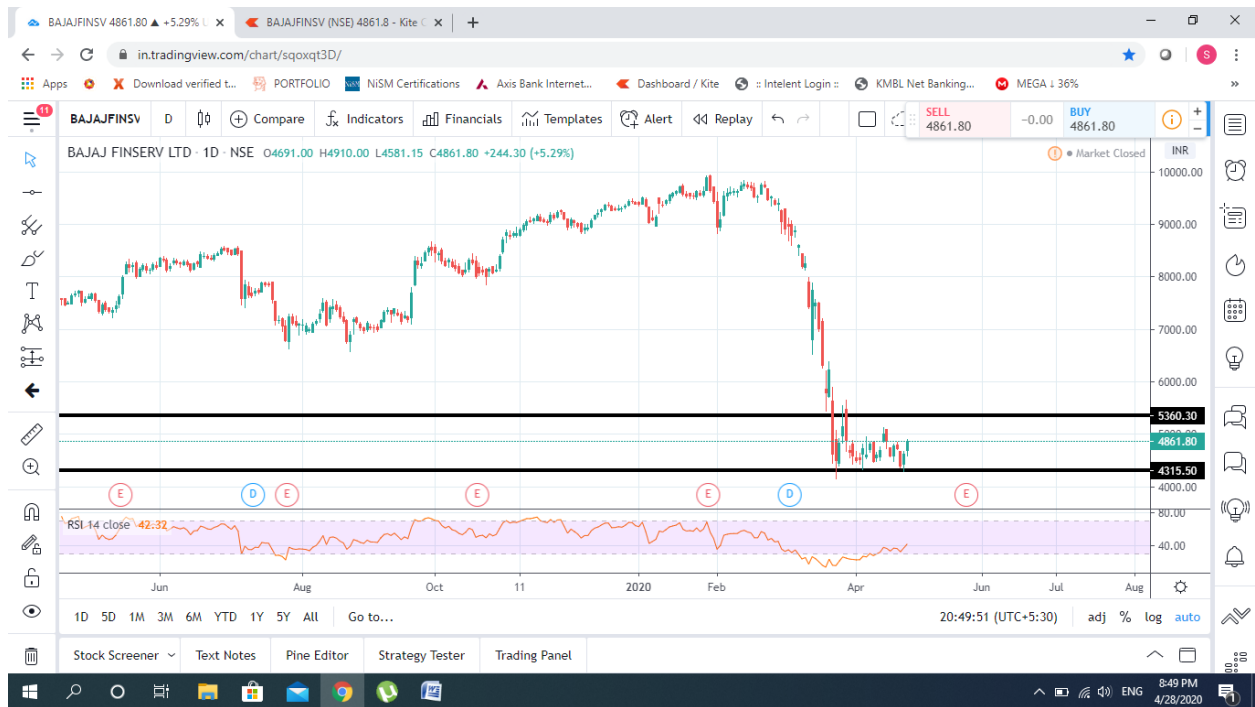 BAJAJFINSV 4861.80 ▲ +5.29%
BAJAJFINSV (NSE) 4861.8 - Kite
in.tradingview.com/chart/sqoxqt3D/
S
Apps
Download verified t...
PORTFOLIO
NiSM Certifications
Axis Bank Internet...
Dashboard / Kite
:: Intelent Login ::
KMBL Net Banking...
M MEGA ↓ 36%
»
11
BAJAJFINSV D Compare fx Indicators Financials Templates Alert Replay
SELL
4861.80
-0.00
BUY
4861.80
BAJAJ FINSERV LTD · 1D · NSE O4691.00 H4910.00 L4581.15 C4861.80 +244.30 (+5.29%)
Market Closed
INR
10000.00
9000.00
8000.00
7000.00
6000.00
5360.30
4861.80
4315.50
4000.00
E D E E E D E
RSI 14 close 42.32
80.00
40.00
Jun Aug Oct 11 2020 Feb Apr Jun Jul Aug
1D 5D 1M 3M 6M YTD 1Y 5Y All Go to...
20:49:51 (UTC+5:30) adj % log auto
Stock Screener Text Notes Pine Editor Strategy Tester Trading Panel
ENG
8:49 PM
4/28/2020
1